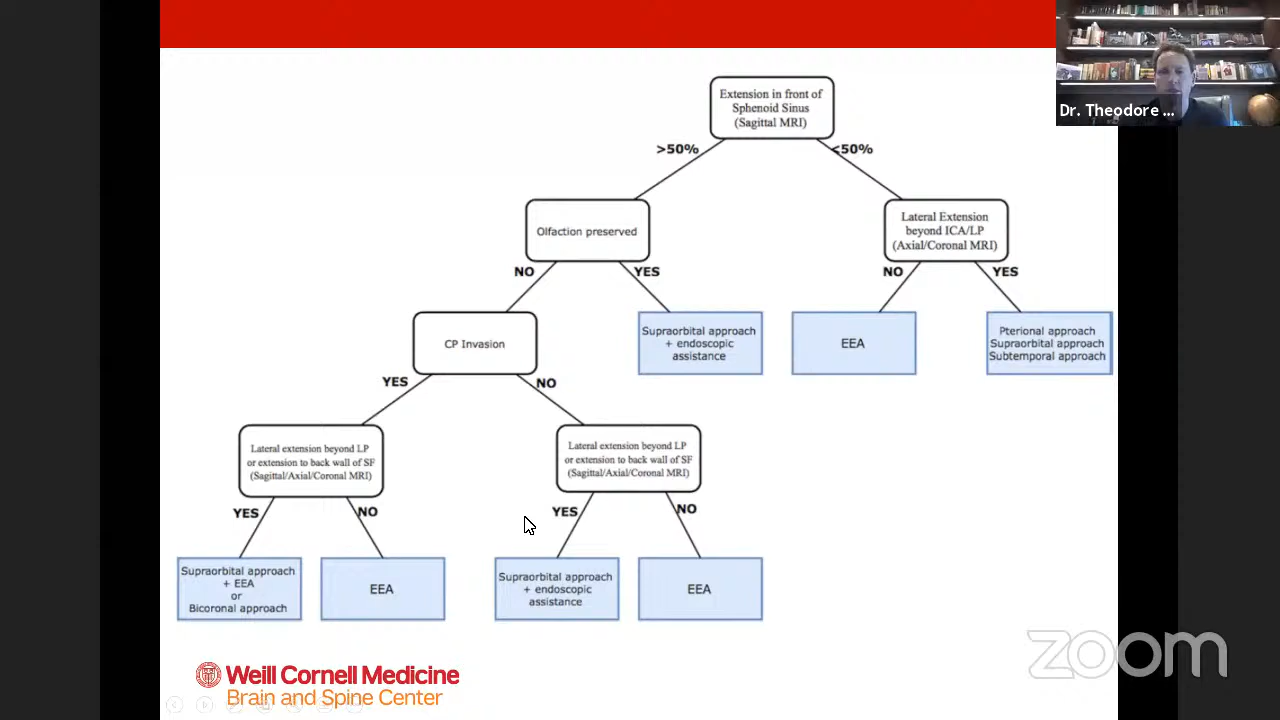 Dr. Theodore ...
Extension in front of
Sphenoid Sinus
(Sagittal MRI)
>50%
<50%
Olfaction preserved
Lateral Extension
beyond ICA/LP
(Axial/Coronal MRI)
NO
YES
NO
YES
CP Invasion
Supraorbital approach
+ endoscopic
assistance
EEA
Pterional approach
Supraorbital approach
Subtemporal approach
YES
NO
Lateral extension beyond LP
or extension to back wall of SF
(Sagittal/Axial/Coronal MRI)
Lateral extension beyond LP
or extension to back wall of SF
(Sagittal/Axial/Coronal MRI)
YES
NO
YES
NO
Supraorbital approach
+ EEA
or
Bicoronal approach
EEA
Supraorbital approach
+ endoscopic
assistance
EEA
Weill Cornell Medicine
Brain and Spine Center
zoom